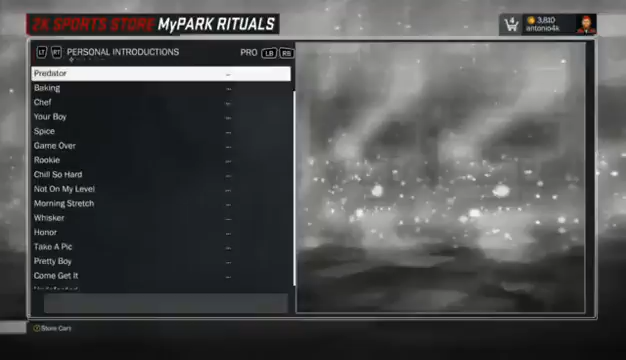 2K SPORTS STORE MyPARK RITUALS
4
3,810
antonio4k
LT RT PERSONAL INTRODUCTIONS PRO LB RB
Predator --
Baking --
Chef --
Your Boy --
Spice --
Game Over --
Rookie --
Chill So Hard --
Not On My Level --
Morning Stretch --
Whisker --
Honor --
Take A Pic --
Pretty Boy --
Come Get It --
Y Store Cart